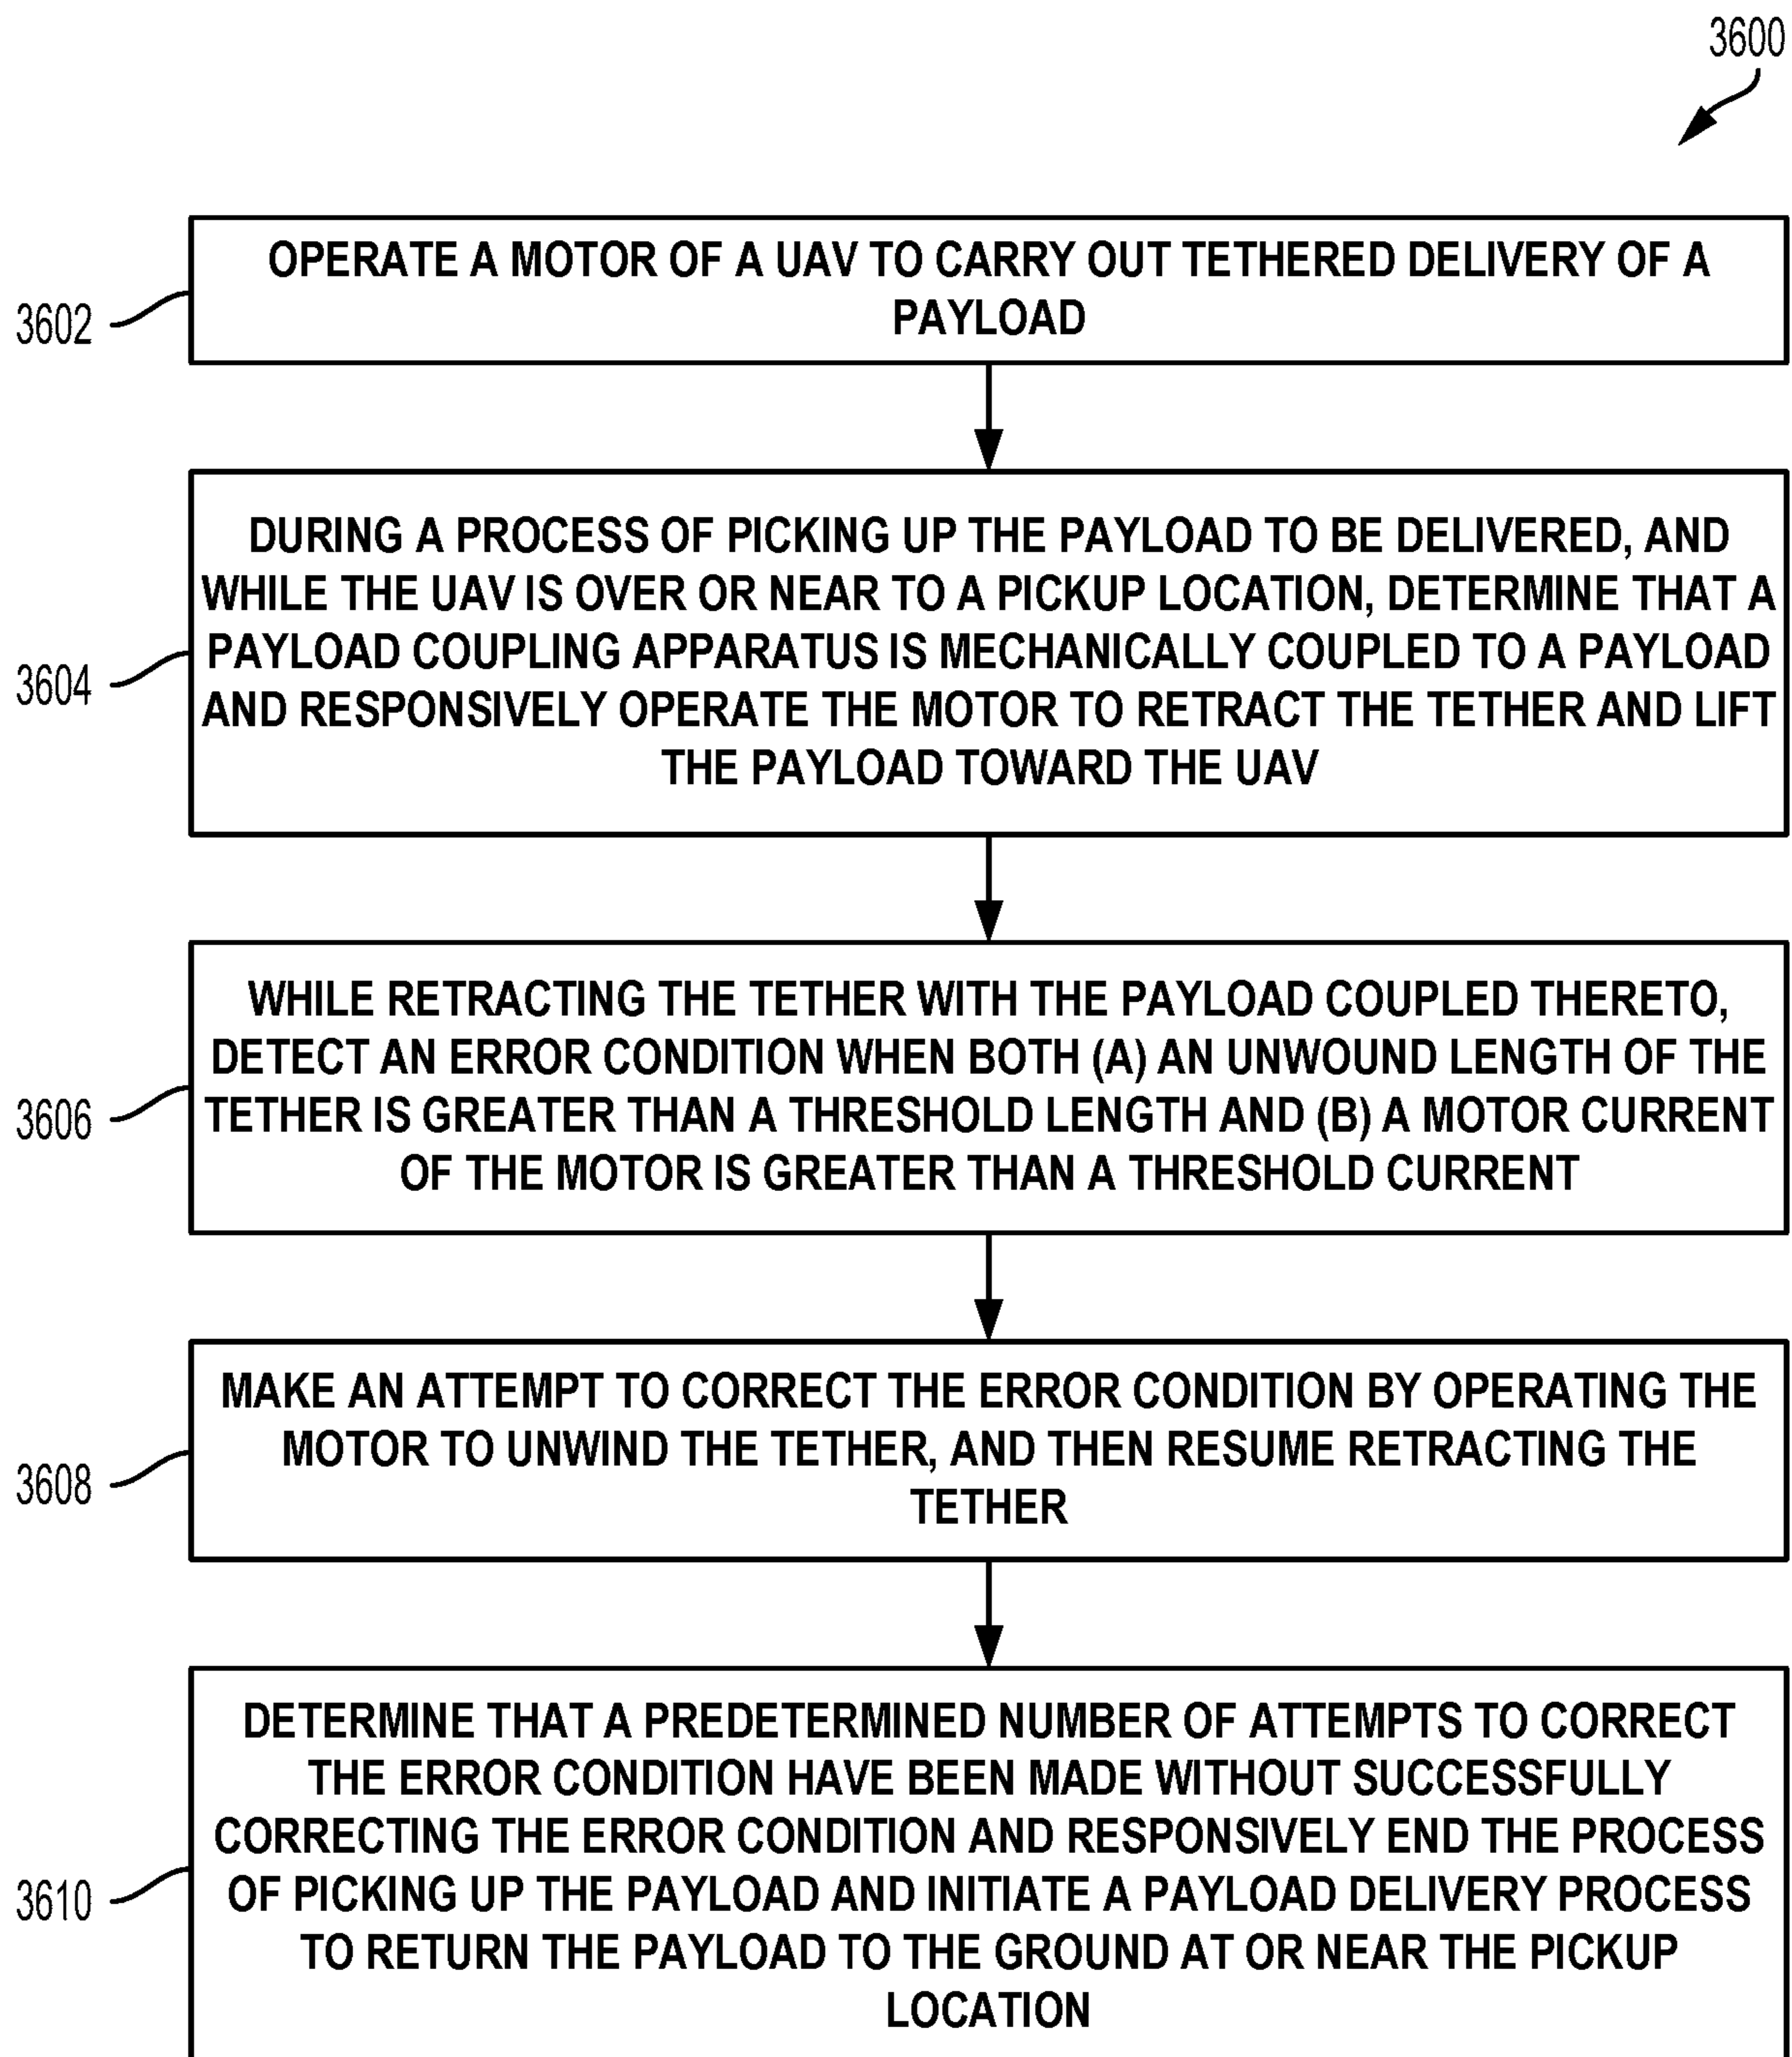 3600
OPERATE A MOTOR OF A UAV TO CARRY OUT TETHERED DELIVERY OF A
PAYLOAD
3602
DURING A PROCESS OF PICKING UP THE PAYLOAD TO BE DELIVERED, AND
WHILE THE UAV IS OVER OR NEAR TO A PICKUP LOCATION, DETERMINE THAT A
PAYLOAD COUPLING APPARATUS IS MECHANICALLY COUPLED TO A PAYLOAD
AND RESPONSIVELY OPERATE THE MOTOR TO RETRACT THE TETHER AND LIFT
THE PAYLOAD TOWARD THE UAV
3604
WHILE RETRACTING THE TETHER WITH THE PAYLOAD COUPLED THERETO,
DETECT AN ERROR CONDITION WHEN BOTH (A) AN UNWOUND LENGTH OF THE
TETHER IS GREATER THAN A THRESHOLD LENGTH AND (B) A MOTOR CURRENT
OF THE MOTOR IS GREATER THAN A THRESHOLD CURRENT
3606
MAKE AN ATTEMPT TO CORRECT THE ERROR CONDITION BY OPERATING THE
MOTOR TO UNWIND THE TETHER, AND THEN RESUME RETRACTING THE
TETHER
3608
DETERMINE THAT A PREDETERMINED NUMBER OF ATTEMPTS TO CORRECT
THE ERROR CONDITION HAVE BEEN MADE WITHOUT SUCCESSFULLY
CORRECTING THE ERROR CONDITION AND RESPONSIVELY END THE PROCESS
OF PICKING UP THE PAYLOAD AND INITIATE A PAYLOAD DELIVERY PROCESS
TO RETURN THE PAYLOAD TO THE GROUND AT OR NEAR THE PICKUP
LOCATION
3610